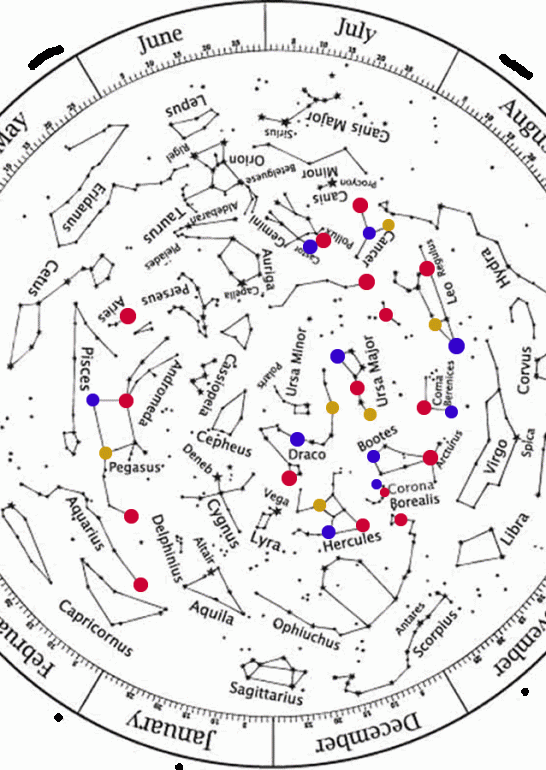 June
July
May
August
Lepus
Canis Major
Sirius
Rigel
Orion
Betelguese
Minor
Procyon
Canis
Eridanus
Taurus
Aldebaran
Gemini
Pollux
Castor
Cancer
Pleiades
Auriga
Capella
Leo
Regulus
Hydra
Cetus
Aries
Perseus
Pisces
Andromeda
Cassiopeia
Polaris
Ursa Minor
Ursa Major
Coma
Berenices
Corvus
Cepheus
Draco
Bootes
Arcturus
Virgo
Spica
Pegasus
Deneb
Vega
Corona
Borealis
Aquarius
Delphinius
Cygnus
Lyra
Hercules
Libra
Altair
Aquila
Ophiuchus
Antares
Scorpius
Capricornus
Sagittarius
January
December